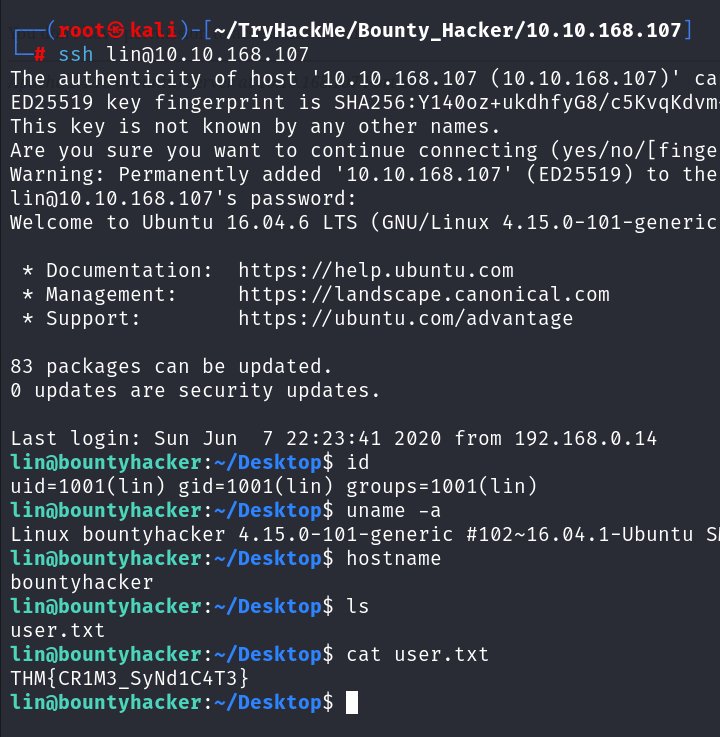 ┌──(root㉿kali)-[~/TryHackMe/Bounty_Hacker/10.10.168.107]
└─# ssh lin@10.10.168.107
The authenticity of host '10.10.168.107 (10.10.168.107)' ca
ED25519 key fingerprint is SHA256:Y140oz+ukdhfyG8/c5KvqKdvm
This key is not known by any other names.
Are you sure you want to continue connecting (yes/no/[finge
Warning: Permanently added '10.10.168.107' (ED25519) to the
lin@10.10.168.107's password:
Welcome to Ubuntu 16.04.6 LTS (GNU/Linux 4.15.0-101-generic
* Documentation:  https://help.ubuntu.com
* Management:     https://landscape.canonical.com
* Support:        https://ubuntu.com/advantage
83 packages can be updated.
0 updates are security updates.
Last login: Sun Jun  7 22:23:41 2020 from 192.168.0.14
lin@bountyhacker:~/Desktop$ id
uid=1001(lin) gid=1001(lin) groups=1001(lin)
lin@bountyhacker:~/Desktop$ uname -a
Linux bountyhacker 4.15.0-101-generic #102~16.04.1-Ubuntu SM
lin@bountyhacker:~/Desktop$ hostname
bountyhacker
lin@bountyhacker:~/Desktop$ ls
user.txt
lin@bountyhacker:~/Desktop$ cat user.txt
THM{CR1M3_SyNd1C4T3}
lin@bountyhacker:~/Desktop$